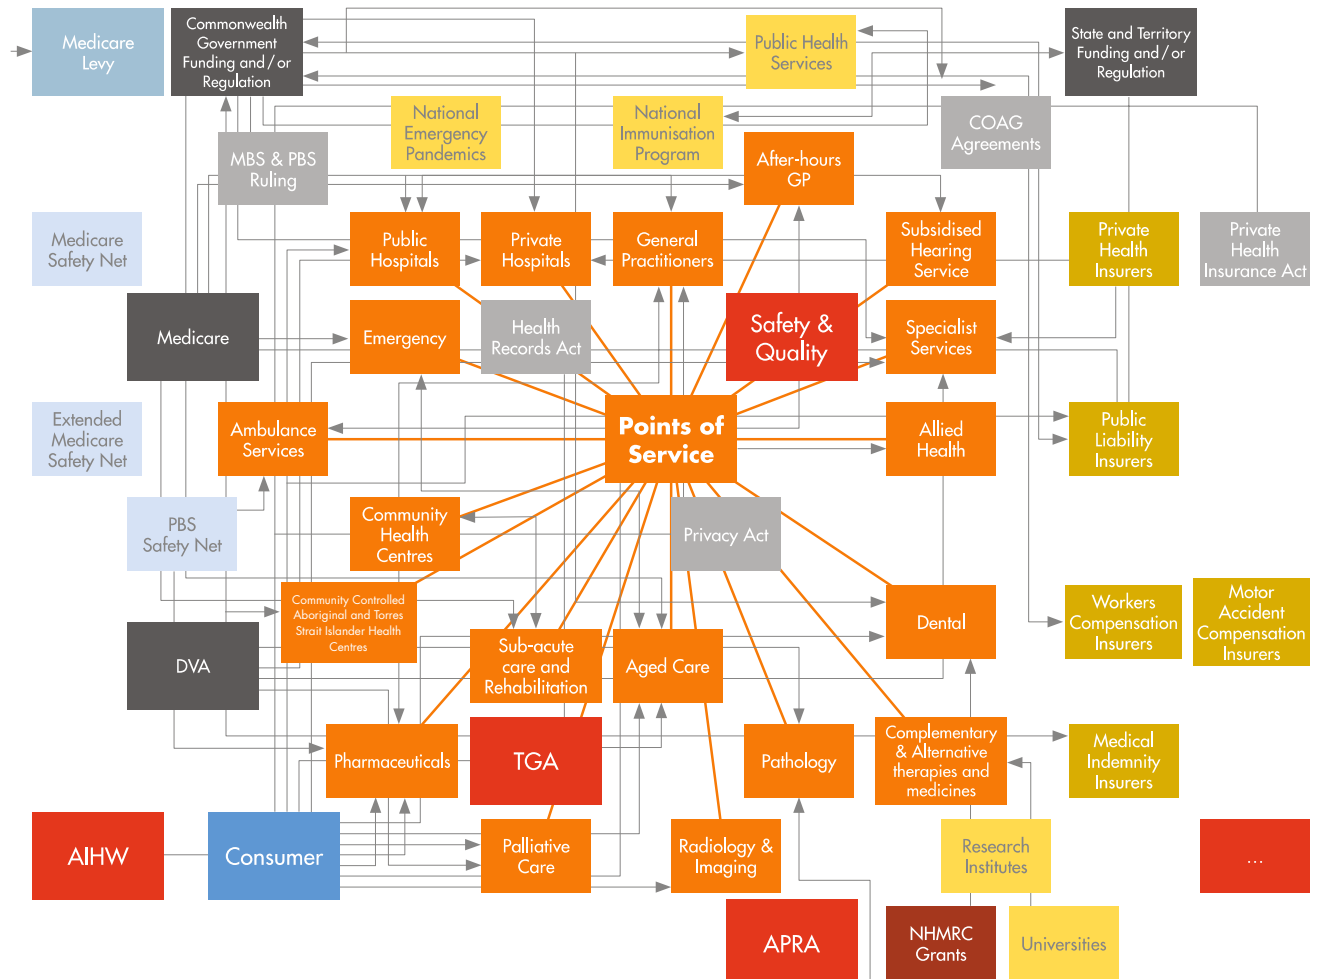 Medicare
Levy
Commonwealth
Government
Funding and / or
Regulation
Public Health
Services
State and Territory
Funding and / or
Regulation
National
Emergency
Pandemics
National
Immunisation
Program
COAG
Agreements
MBS & PBS
Ruling
After-hours
GP
Medicare
Safety Net
Public
Hospitals
Private
Hospitals
General
Practitioners
Subsidised
Hearing
Service
Private
Health
Insurers
Private
Health
Insurance Act
Medicare
Emergency
Health
Records Act
Safety &
Quality
Specialist
Services
Extended
Medicare
Safety Net
Ambulance
Services
Points of
Service
Allied
Health
Public
Liability
Insurers
PBS
Safety Net
Community
Health
Centres
Privacy Act
Community Controlled
Aboriginal and Torres
Strait Islander Health
Centres
DVA
Sub-acute
care and
Rehabilitation
Aged Care
Dental
Workers
Compensation
Insurers
Motor
Accident
Compensation
Insurers
Pharmaceuticals
TGA
Pathology
Complementary
& Alternative
therapies and
medicines
Medical
Indemnity
Insurers
AIHW
Consumer
Palliative
Care
Radiology &
Imaging
Research
Institutes
...
APRA
NHMRC
Grants
Universities